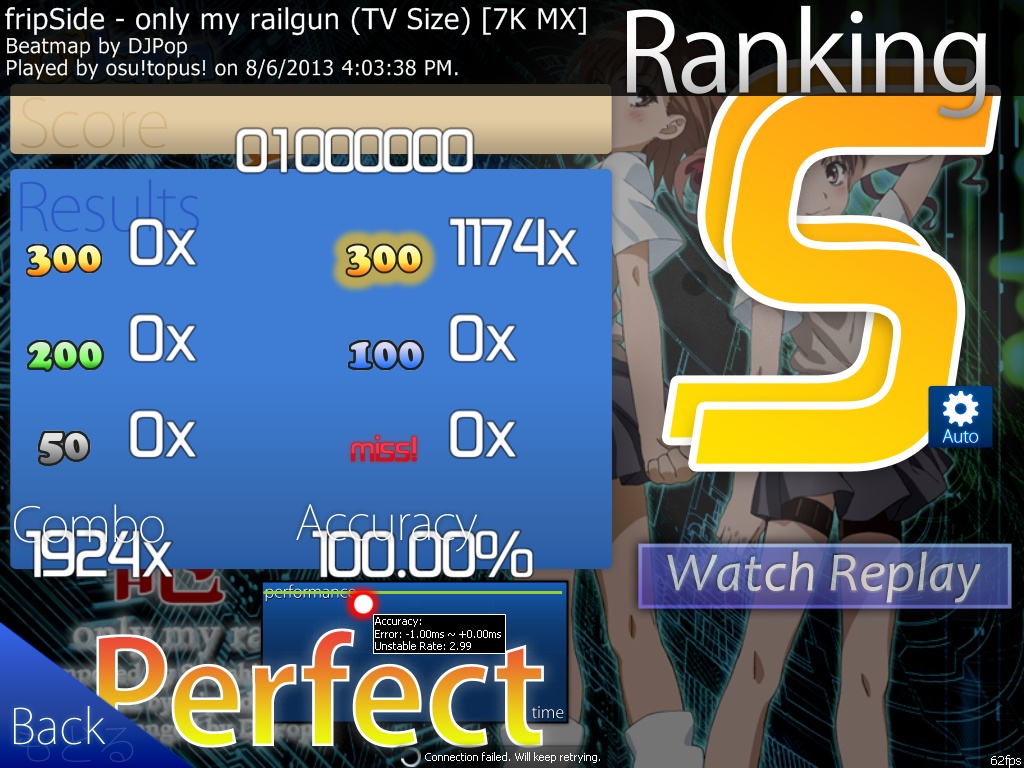 fripSide - only my railgun (TV Size) [7K MX]
Beatmap by DJPop
Played by osu!topus! on 8/6/2013 4:03:38 PM.
Ranking
Score
01000000
Results
300 0x 300 1174x
200 0x 100 0x
50 0x miss! 0x
S
Auto
Combo Accuracy
1924x 100.00%
Watch Replay
performance
Accuracy:
Error: -1.00ms ~ +0.00ms
Unstable Rate: 2.99
only my ra
Perfect
time
Back
Connection failed. Will keep retrying.
62fps